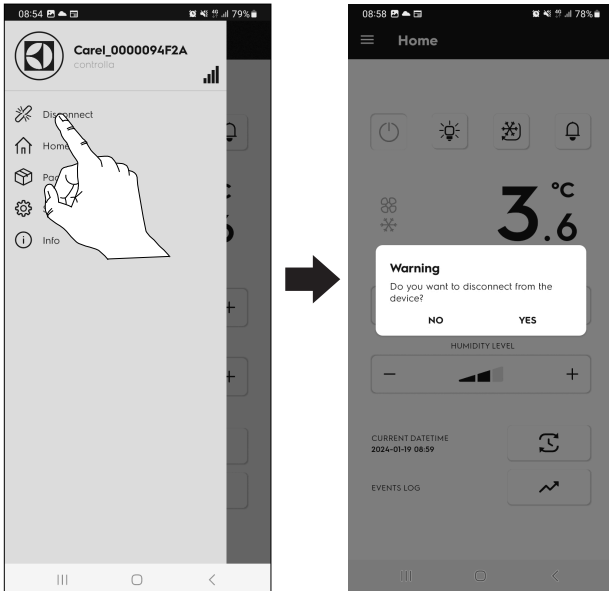 08:54
79%
Carel_0000094F2A
controlla
Disconnect
Home
Info
08:58
4G
78%
Home
3.6 °C
Warning
Do you want to disconnect from the
device?
NO
YES
HUMIDITY LEVEL
−
+
CURRENT DATETIME
2024-01-19 08:59
EVENTS LOG